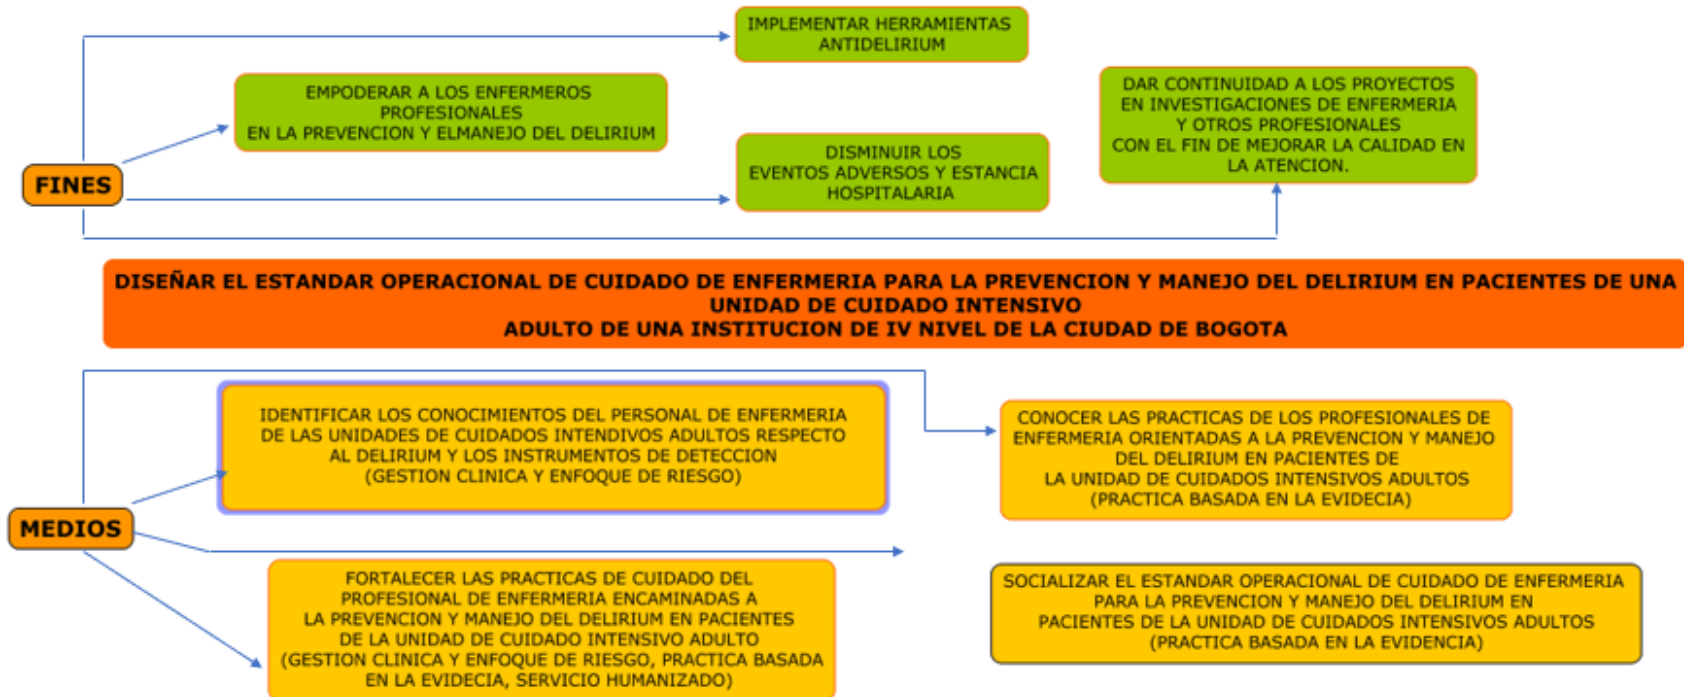 IMPLEMENTAR HERRAMIENTAS
ANTIDELIRIUM
EMPODERAR A LOS ENFERMEROS
PROFESIONALES
EN LA PREVENCION Y ELMANEJO DEL DELIRIUM
DAR CONTINUIDAD A LOS PROYECTOS
EN INVESTIGACIONES DE ENFERMERIA
Y OTROS PROFESIONALES
CON EL FIN DE MEJORAR LA CALIDAD EN
LA ATENCION.
FINES
DISMINUIR LOS
EVENTOS ADVERSOS Y ESTANCIA
HOSPITALARIA
DISEÑAR EL ESTANDAR OPERACIONAL DE CUIDADO DE ENFERMERIA PARA LA PREVENCION Y MANEJO DEL DELIRIUM EN PACIENTES DE UNA
UNIDAD DE CUIDADO INTENSIVO
ADULTO DE UNA INSTITUCION DE IV NIVEL DE LA CIUDAD DE BOGOTA
IDENTIFICAR LOS CONOCIMIENTOS DEL PERSONAL DE ENFERMERIA
DE LAS UNIDADES DE CUIDADOS INTENDIVOS ADULTOS RESPECTO
AL DELIRIUM Y LOS INSTRUMENTOS DE DETECCION
(GESTION CLINICA Y ENFOQUE DE RIESGO)
CONOCER LAS PRACTICAS DE LOS PROFESIONALES DE
ENFERMERIA ORIENTADAS A LA PREVENCION Y MANEJO
DEL DELIRIUM EN PACIENTES DE
LA UNIDAD DE CUIDADOS INTENSIVOS ADULTOS
(PRACTICA BASADA EN LA EVIDECIA)
MEDIOS
FORTALECER LAS PRACTICAS DE CUIDADO DEL
PROFESIONAL DE ENFERMERIA ENCAMINADAS A
LA PREVENCION Y MANEJO DEL DELIRIUM EN PACIENTES
DE LA UNIDAD DE CUIDADO INTENSIVO ADULTO
(GESTION CLINICA Y ENFOQUE DE RIESGO, PRACTICA BASADA
EN LA EVIDECIA, SERVICIO HUMANIZADO)
SOCIALIZAR EL ESTANDAR OPERACIONAL DE CUIDADO DE ENFERMERIA
PARA LA PREVENCION Y MANEJO DEL DELIRIUM EN
PACIENTES DE LA UNIDAD DE CUIDADOS INTENSIVOS ADULTOS
(PRACTICA BASADA EN LA EVIDENCIA)